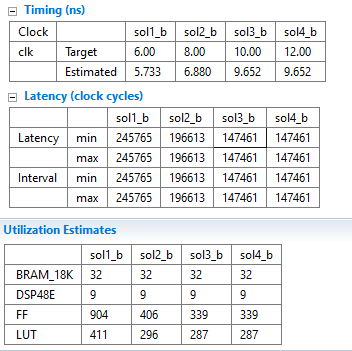 Timing (ns)
Clock sol1_b sol2_b sol3_b sol4_b
clk Target 6.00 8.00 10.00 12.00
Estimated 5.733 6.880 9.652 9.652
Latency (clock cycles)
sol1_b sol2_b sol3_b sol4_b
Latency min 245765 196613 147461 147461
max 245765 196613 147461 147461
Interval min 245765 196613 147461 147461
max 245765 196613 147461 147461
Utilization Estimates
sol1_b sol2_b sol3_b sol4_b
BRAM_18K 32 32 32 32
DSP48E 9 9 9 9
FF 904 406 339 339
LUT 411 296 287 287